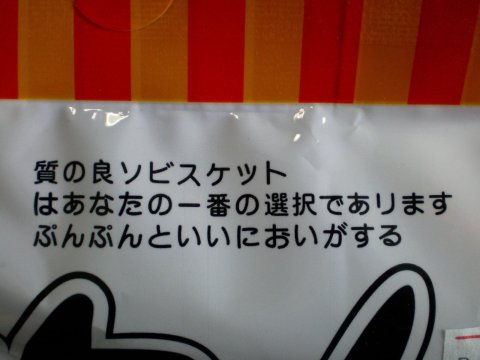 質の良ソビスケット
はあなたの一番の選択であリます
ぷんぷんといいにおいがする